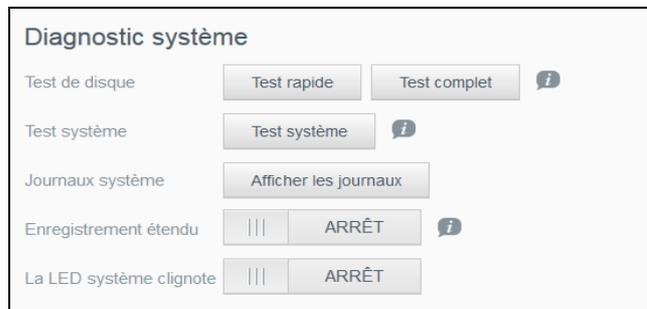 Diagnostic système
Test de disque Test rapide Test complet
Test système Test système
Journaux système Afficher les journaux
Enregistrement étendu ARRÊT
La LED système clignote ARRÊT